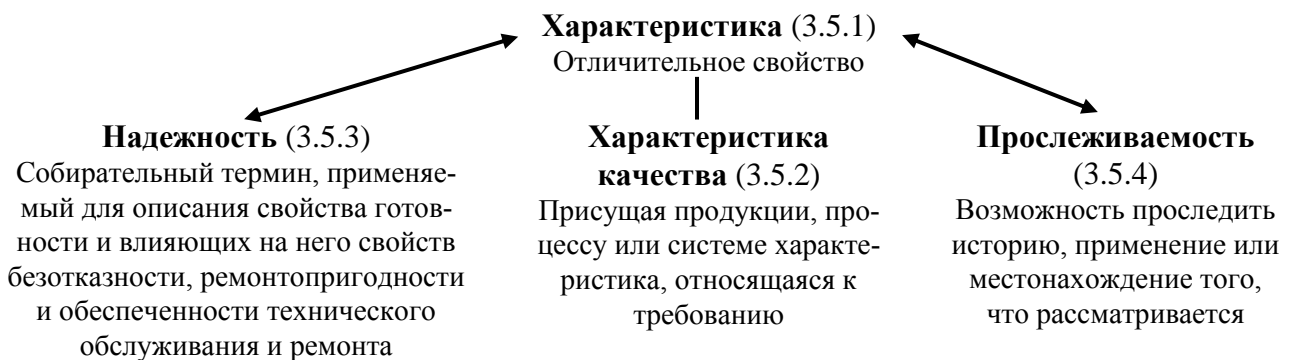 Характеристика (3.5.1)
Отличительное свойство
Надежность (3.5.3)
Собирательный термин, применяе-
мый для описания свойства готов-
ности и влияющих на него свойств
безотказности, ремонтопригодности
и обеспеченности технического
обслуживания и ремонта
Характеристика
качества (3.5.2)
Присущая продукции, про-
цессу или системе характе-
ристика, относящаяся к
требованию
Прослеживаемость
(3.5.4)
Возможность проследить
историю, применение или
местонахождение того,
что рассматривается